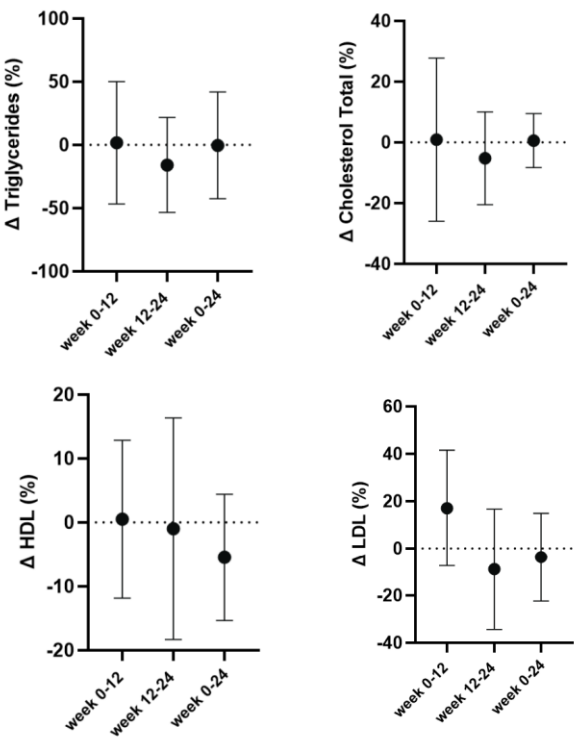 Δ Triglycerides (%)
100
50
0
-50
-100
week 0-12
week 12-24
week 0-24
Δ Cholesterol Total (%)
40
20
0
-20
-40
week 0-12
week 12-24
week 0-24
Δ HDL (%)
20
10
0
-10
-20
week 0-12
week 12-24
week 0-24
Δ LDL (%)
60
40
20
0
-20
-40
week 0-12
week 12-24
week 0-24